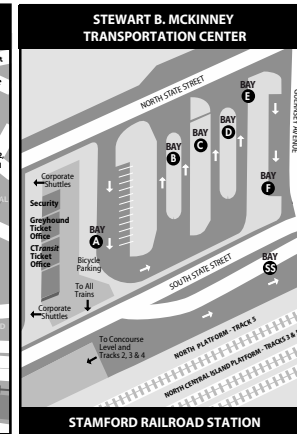 STEWART B. MCKINNEY
TRANSPORTATION CENTER
NORTH STATE STREET
BAY
E
BAY
D
BAY
C
BAY
B
BAY
F
Corporate
Shuttles
Security
Greyhound
Ticket
Office
CTransit
Ticket
Office
BAY
A
Bicycle
Parking
To All
Trains
Corporate
Shuttles
SOUTH STATE STREET
BAY
SS
To Concourse
Level and
Tracks 2, 3 & 4
NORTH PLATFORM - TRACK 5
NORTH CENTRAL ISLAND PLATFORM - TRACKS 3 &
STAMFORD RAILROAD STATION